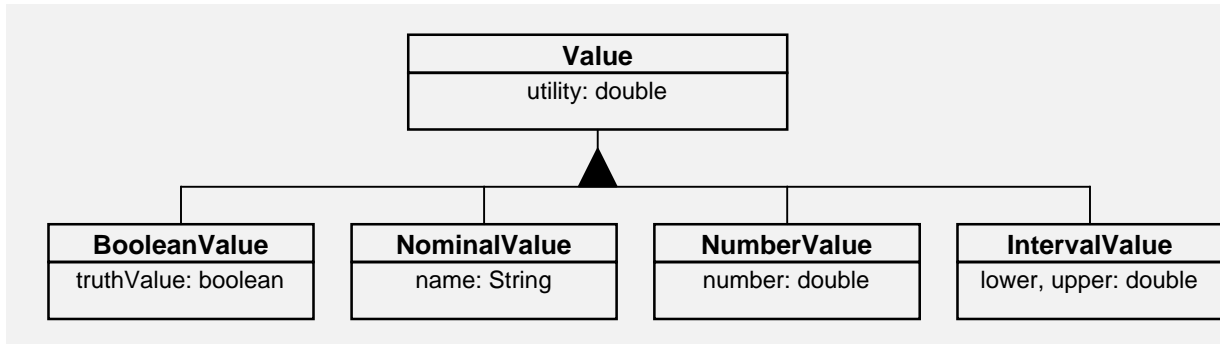 Value
utility: double
BooleanValue
truthValue: boolean
NominalValue
name: String
NumberValue
number: double
IntervalValue
lower, upper: double